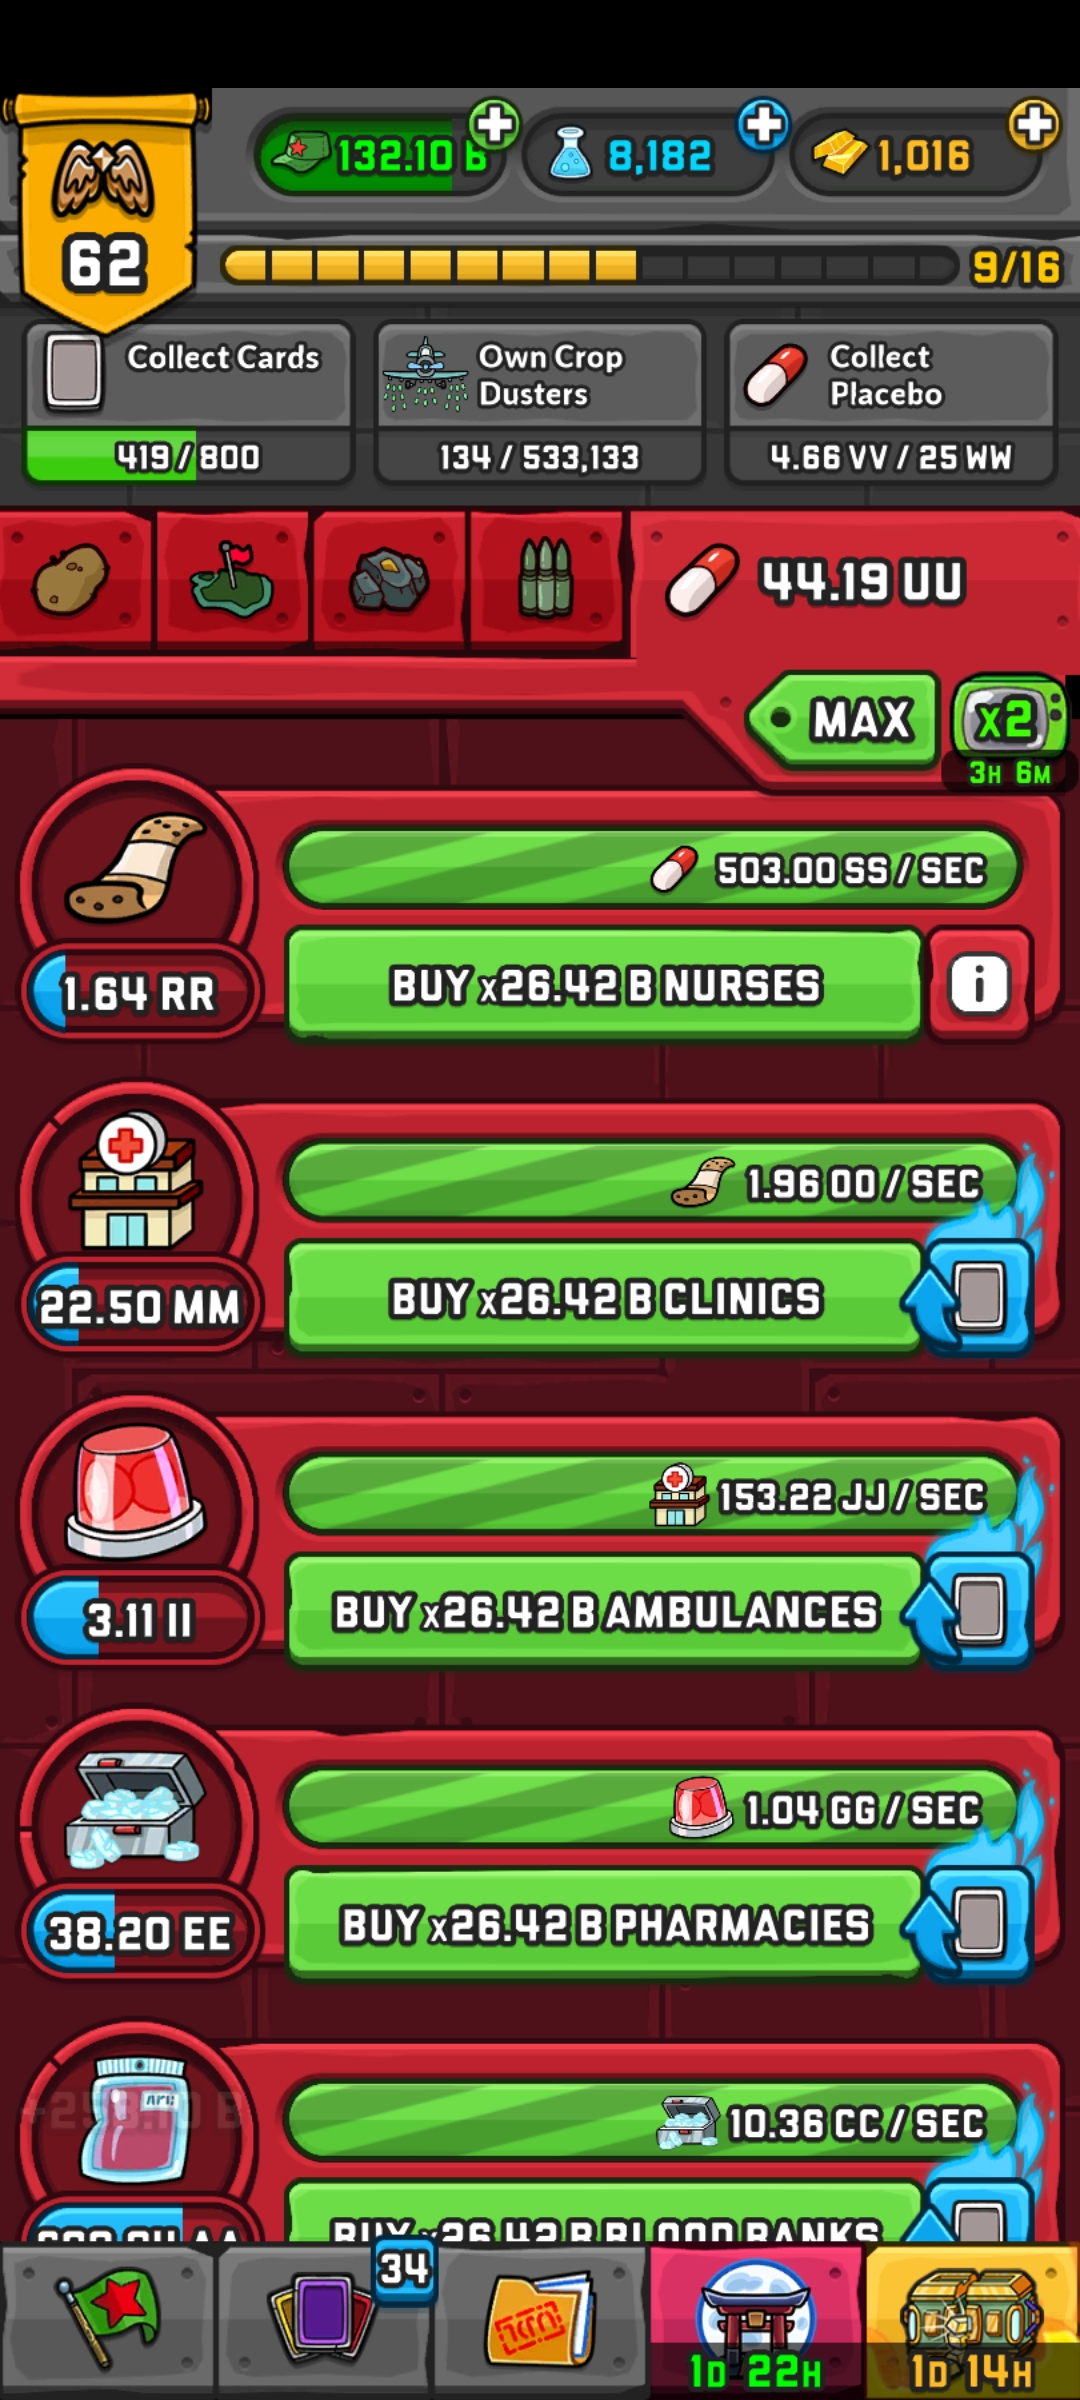 132.10 B
8,182
1,016
62
9/16
Collect Cards
419 / 800
Own Crop
Dusters
134 / 533,133
Collect
Placebo
4.66 VV / 25 WW
44.19 UU
MAX
x2
3H 6M
503.00 SS / SEC
1.64 RR
BUY x26.42 B NURSES
i
1.96 OO / SEC
22.50 MM
BUY x26.42 B CLINICS
153.22 JJ / SEC
3.11 II
BUY x26.42 B AMBULANCES
1.04 GG / SEC
38.20 EE
BUY x26.42 B PHARMACIES
10.36 CC / SEC
BUY x26.42 B BLOOD BANKS
34
1D 22H
1D 14H